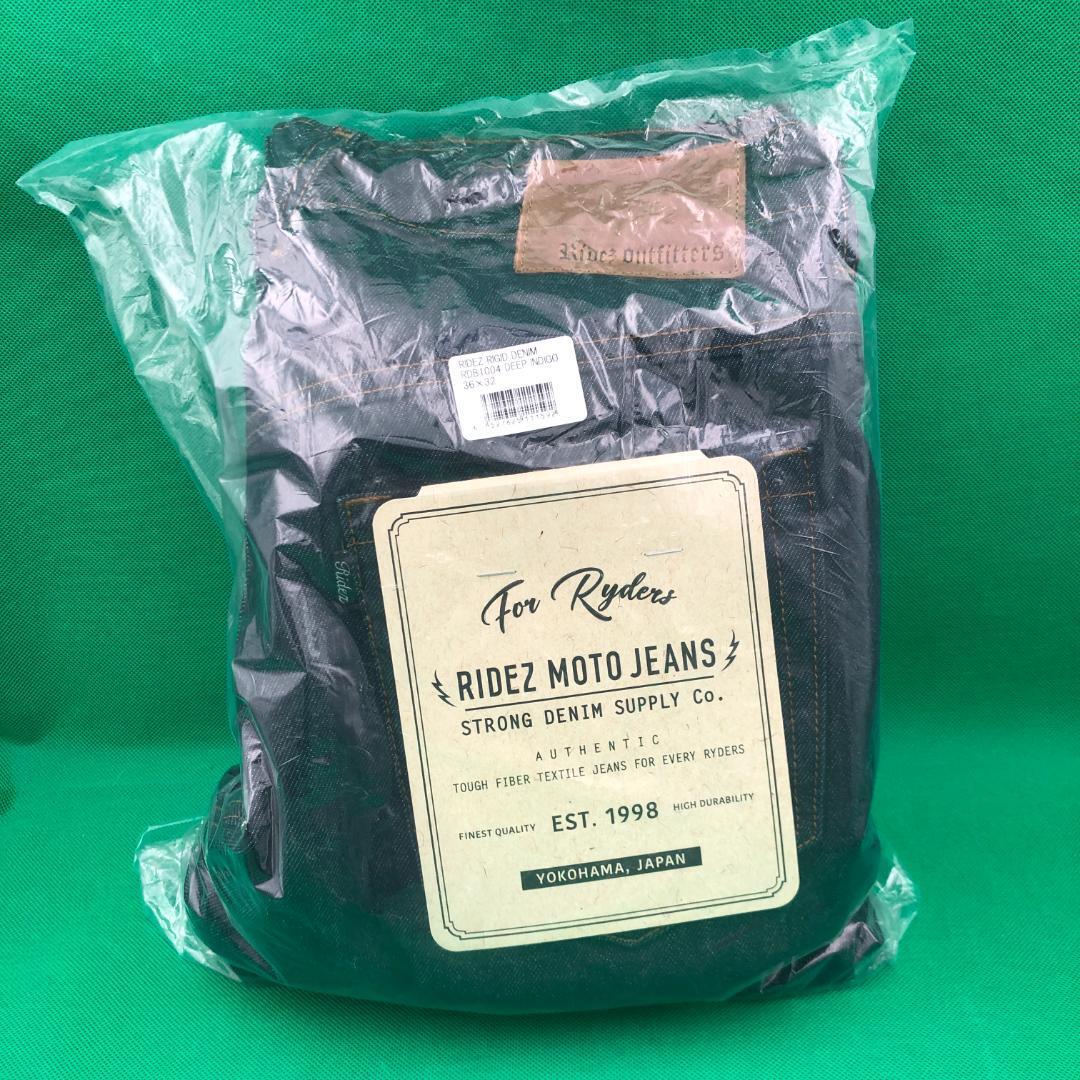 Ridez outfitters
RIDEZ RIGID DENIM
RDB1004 DEEP INDIGO
36×32
Ridez
For Ryders
RIDEZ MOTO JEANS
STRONG DENIM SUPPLY Co.
AUTHENTIC
TOUGH FIBER TEXTILE JEANS FOR EVERY RYDERS
FINEST QUALITY EST. 1998 HIGH DURABILITY
YOKOHAMA, JAPAN